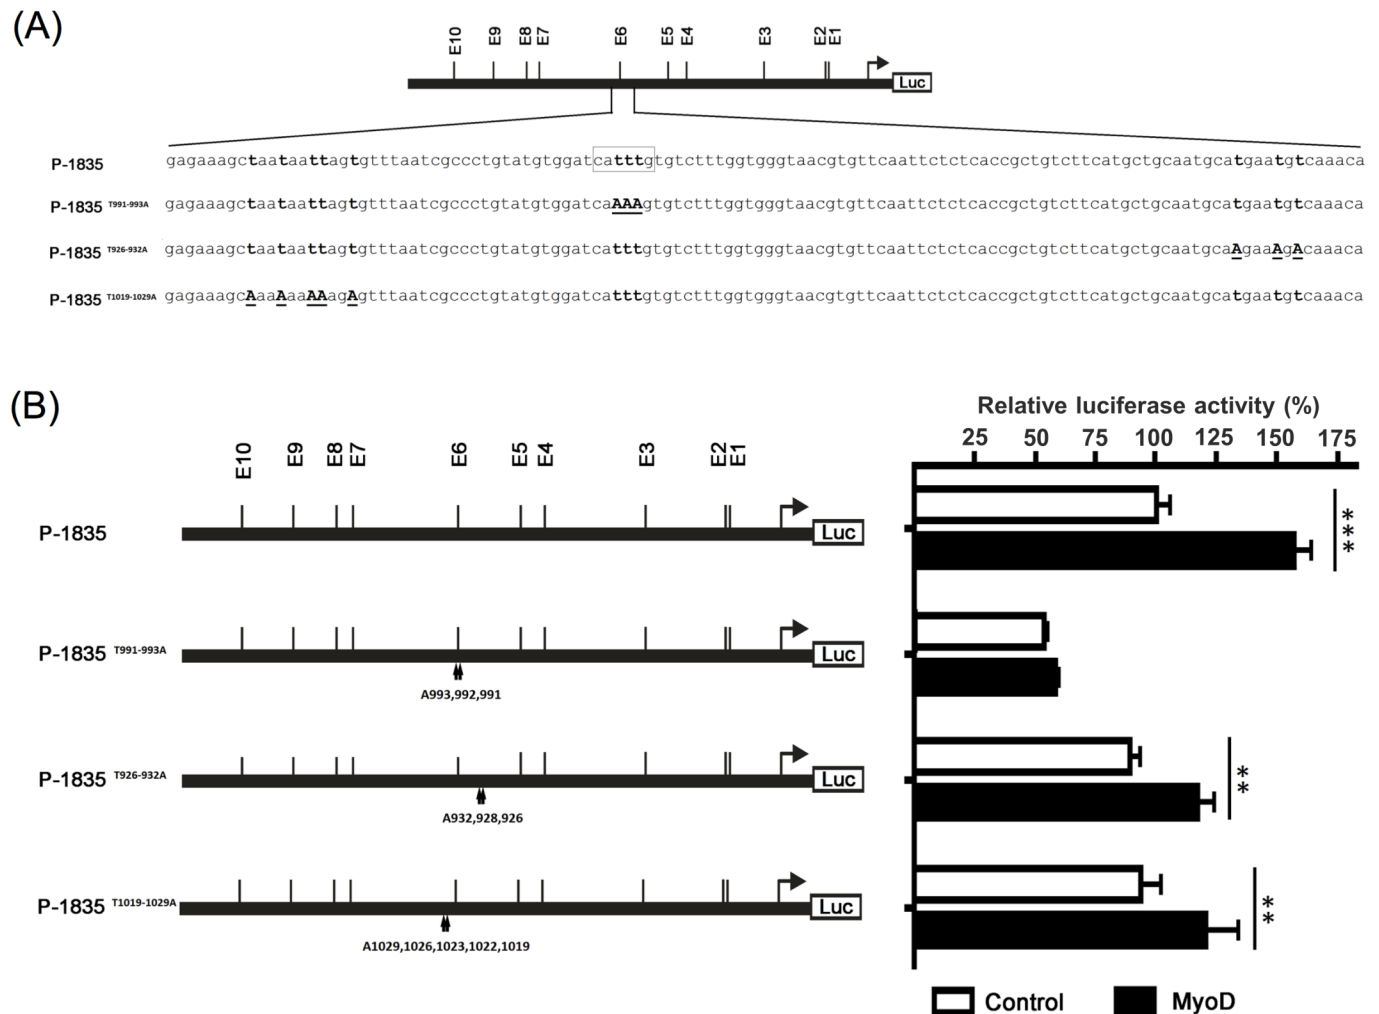 (A)
E10 E9 E8 E7 E6 E5 E4 E3 E2 E1
Luc
P-1835 gagaaagctaataattagtgtttaatcgccctgtatgtggatcatttgtgtctttggtgggtaacgtgttcaattctctcaccgctgtcttcatgctgcaatgcatgaatgtcaaaca
P-1835 T991-993A gagaaagctaataattagtgtttaatcgccctgtatgtggatcaAAAgtgtctttggtgggtaacgtgttcaattctctcaccgctgtcttcatgctgcaatgcatgaatgtcaaaca
P-1835 T926-932A gagaaagctaataattagtgtttaatcgccctgtatgtggatcatttgtgtctttggtgggtaacgtgttcaattctctcaccgctgtcttcatgctgcaatgcaAgaaAgAcaaaca
P-1835 T1019-1029A gagaaagcAaaAaaAAagAgtttaatcgccctgtatgtggatcatttgtgtctttggtgggtaacgtgttcaattctctcaccgctgtcttcatgctgcaatgcatgaatgtcaaaca
(B)
Relative luciferase activity (%)
25 50 75 100 125 150 175
E10 E9 E8 E7 E6 E5 E4 E3 E2 E1
P-1835 Luc ***
P-1835 T991-993A Luc
A993,992,991
P-1835 T926-932A Luc **
A932,928,926
P-1835 T1019-1029A Luc **
A1029,1026,1023,1022,1019
Control MyoD